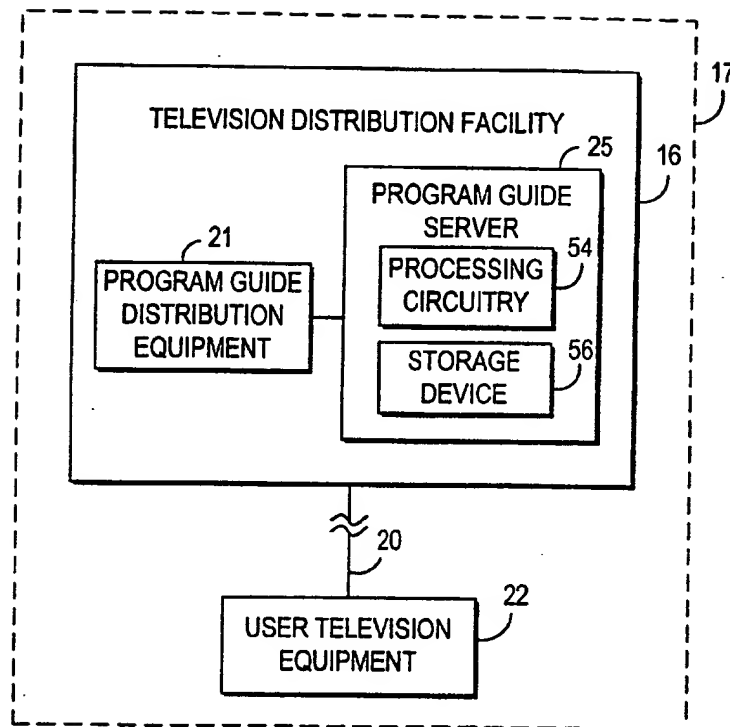 17
TELEVISION DISTRIBUTION FACILITY
16
25
PROGRAM GUIDE
SERVER
21
PROGRAM GUIDE
DISTRIBUTION
EQUIPMENT
PROCESSING
CIRCUITRY
54
STORAGE
DEVICE
56
20
22
USER TELEVISION
EQUIPMENT